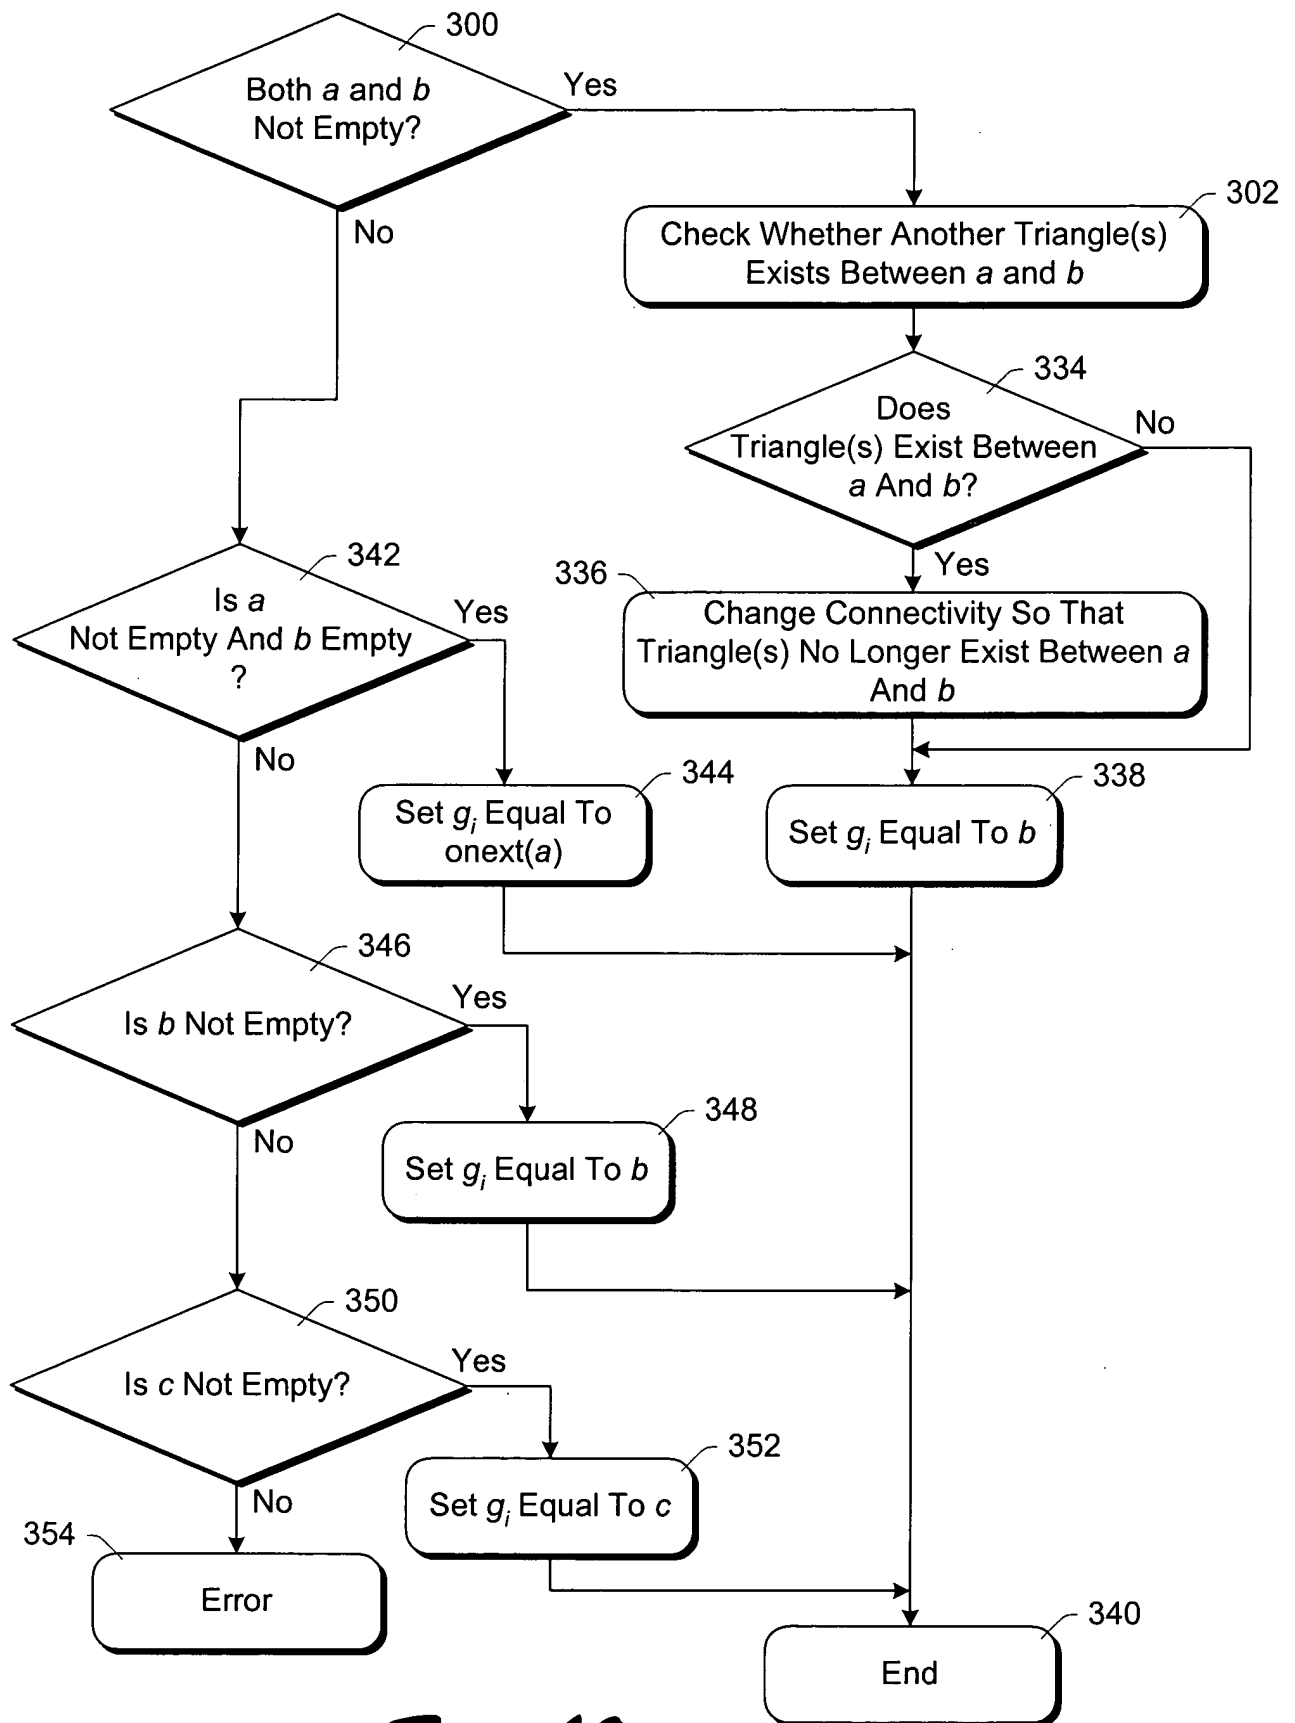 300
Both a and b
Not Empty?
Yes
No
302
Check Whether Another Triangle(s)
Exists Between a and b
334
Does
Triangle(s) Exist Between
a And b?
No
Yes
336
Change Connectivity So That
Triangle(s) No Longer Exist Between a
And b
342
Is a
Not Empty And b Empty
?
Yes
No
344
Set gi Equal To
onext(a)
338
Set gi Equal To b
346
Is b Not Empty?
Yes
No
348
Set gi Equal To b
350
Is c Not Empty?
Yes
No
352
Set gi Equal To c
354
Error
340
End